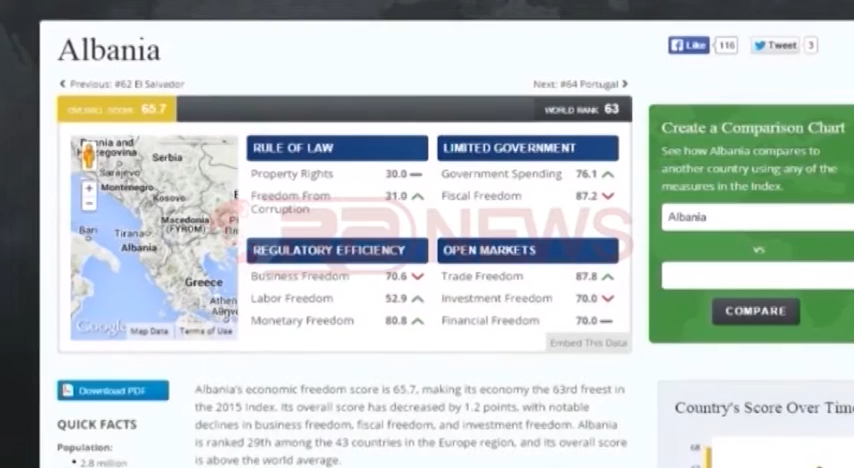 Albania
Like 116 Tweet 3
Previous: #62 El Salvador
Next: #64 Portugal
OVERALL SCORE 65.7
WORLD RANK 63
RULE OF LAW
Property Rights 30.0
Freedom From
Corruption 31.0
LIMITED GOVERNMENT
Government Spending 76.1
Fiscal Freedom 87.2
REGULATORY EFFICIENCY
Business Freedom 70.6
Labor Freedom 52.9
Monetary Freedom 80.8
OPEN MARKETS
Trade Freedom 87.8
Investment Freedom 70.0
Financial Freedom 70.0
Embed This Data
Serbia
Sarajevo
Montenegro
Kosovo
Macedonia
(FYROM)
Bari
Tirana
Albania
Greece
Athen
Google
Map Data
Terms of Use
NEWS
Create a Comparison Chart
See how Albania compares to
another country using any of the
measures in the Index.
Albania
vs
COMPARE
Download PDF
QUICK FACTS
Population:
2.8 million
Albania's economic freedom score is 65.7, making its economy the 63rd freest in
the 2015 Index. Its overall score has decreased by 1.2 points, with notable
declines in business freedom, fiscal freedom, and investment freedom. Albania
is ranked 29th among the 43 countries in the Europe region, and its overall score
is above the world average.
Country's Score Over Time
68